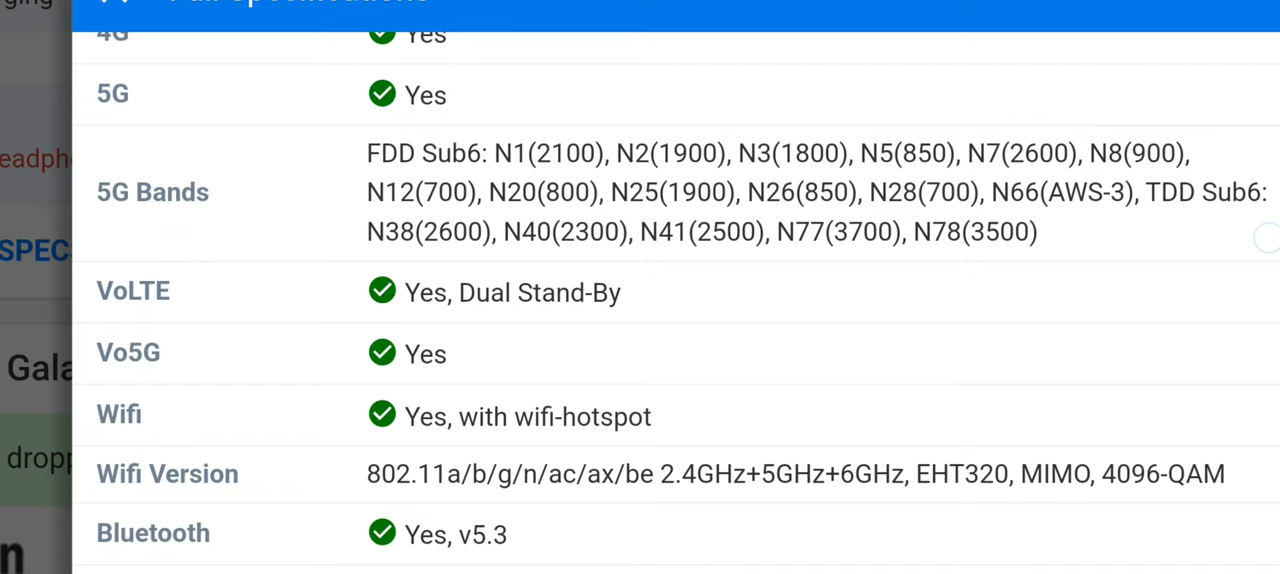 4G Yes
5G Yes
FDD Sub6: N1(2100), N2(1900), N3(1800), N5(850), N7(2600), N8(900),
5G Bands N12(700), N20(800), N25(1900), N26(850), N28(700), N66(AWS-3), TDD Sub6:
N38(2600), N40(2300), N41(2500), N77(3700), N78(3500)
SPEC
VoLTE Yes, Dual Stand-By
Vo5G Yes
Gala
Wifi Yes, with wifi-hotspot
dropp
Wifi Version 802.11a/b/g/n/ac/ax/be 2.4GHz+5GHz+6GHz, EHT320, MIMO, 4096-QAM
Bluetooth Yes, v5.3